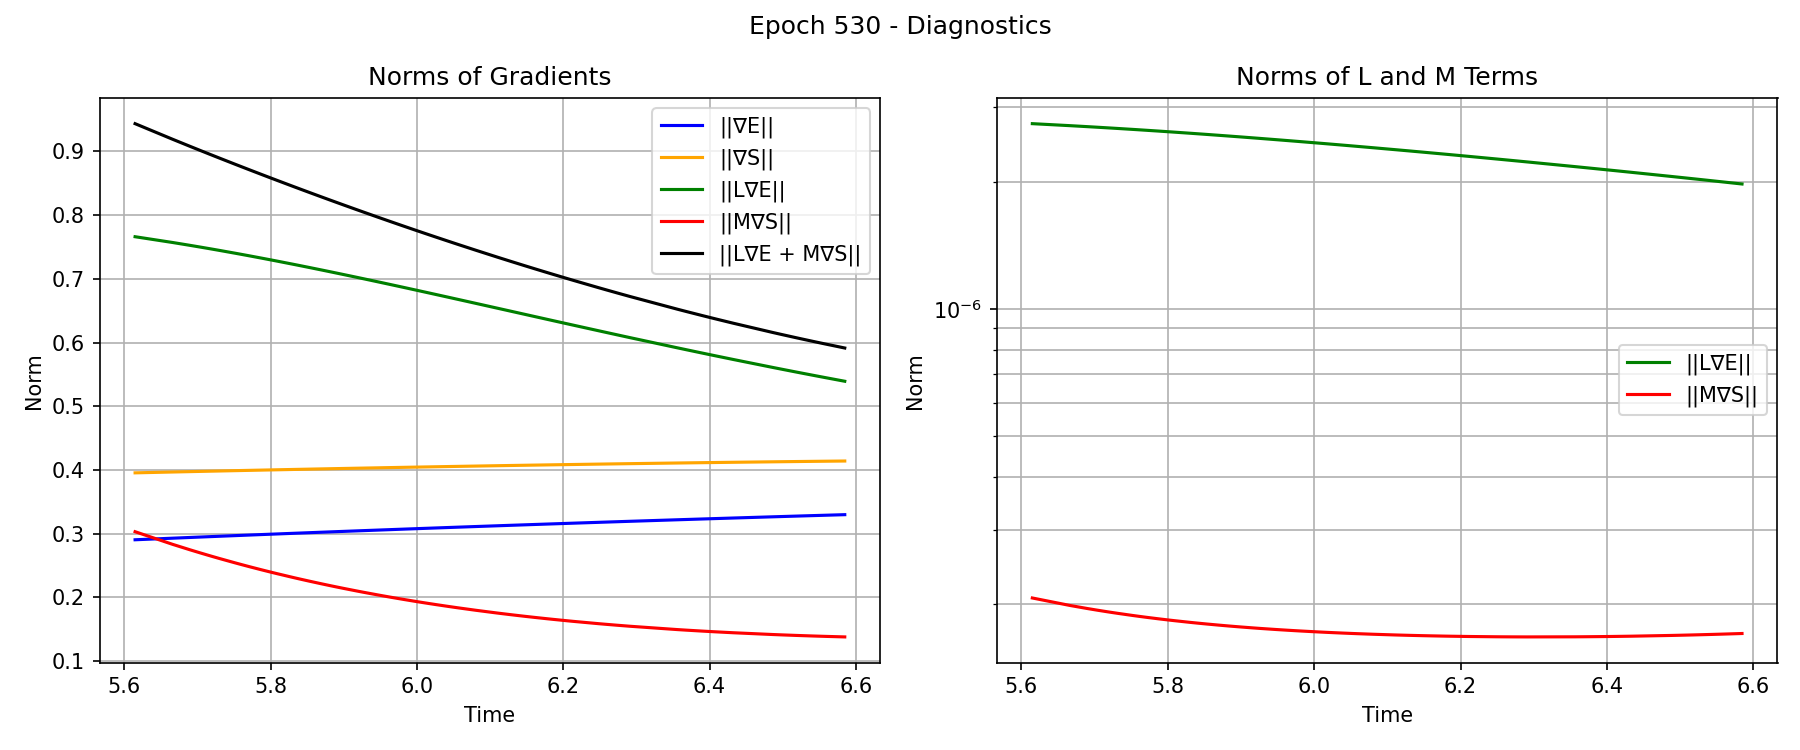 Epoch 530 - Diagnostics
Norms of Gradients
0.9
0.8
0.7
0.6
0.5
0.4
0.3
0.2
0.1
Norm
||∇E||
||∇S||
||L∇E||
||M∇S||
||L∇E + M∇S||
5.6
5.8
6.0
6.2
6.4
6.6
Time
Norms of L and M Terms
10⁻⁶
Norm
||L∇E||
||M∇S||
5.6
5.8
6.0
6.2
6.4
6.6
Time